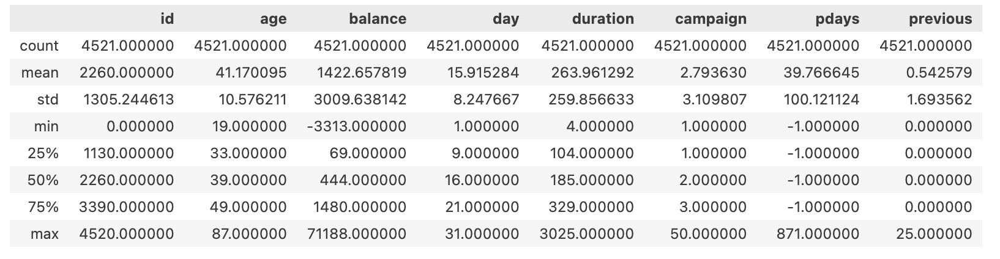 id age balance day duration campaign pdays previous
count 4521.000000 4521.000000 4521.000000 4521.000000 4521.000000 4521.000000 4521.000000 4521.000000
mean 2260.000000 41.170095 1422.657819 15.915284 263.961292 2.793630 39.766645 0.542579
std 1305.244613 10.576211 3009.638142 8.247667 259.856633 3.109807 100.121124 1.693562
min 0.000000 19.000000 -3313.000000 1.000000 4.000000 1.000000 -1.000000 0.000000
25% 1130.000000 33.000000 69.000000 9.000000 104.000000 1.000000 -1.000000 0.000000
50% 2260.000000 39.000000 444.000000 16.000000 185.000000 2.000000 -1.000000 0.000000
75% 3390.000000 49.000000 1480.000000 21.000000 329.000000 3.000000 -1.000000 0.000000
max 4520.000000 87.000000 71188.000000 31.000000 3025.000000 50.000000 871.000000 25.000000